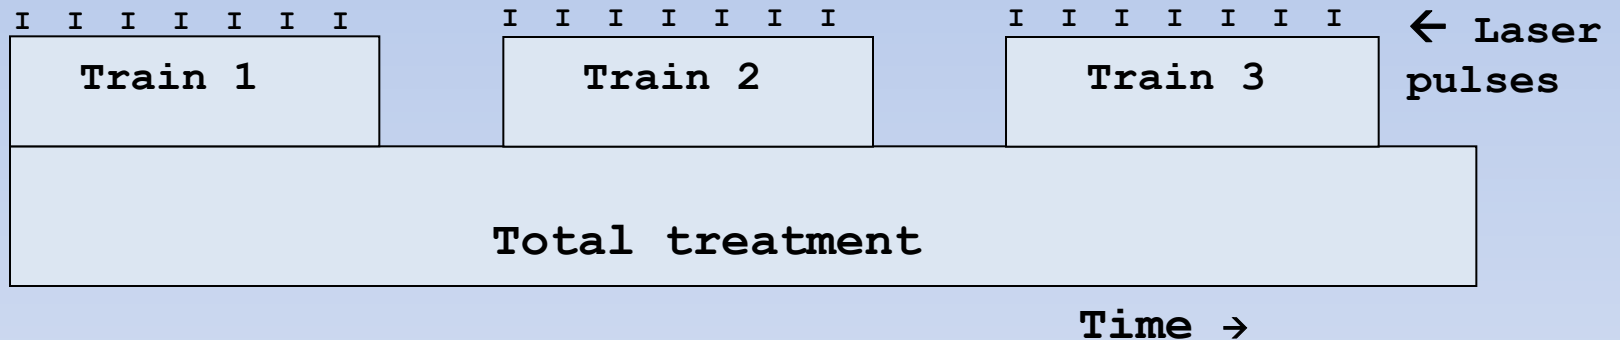 I I I I I I I I I I I I I I I I I I I I I ← Laser
Train 1 Train 2 Train 3 pulses
Total treatment
Time →